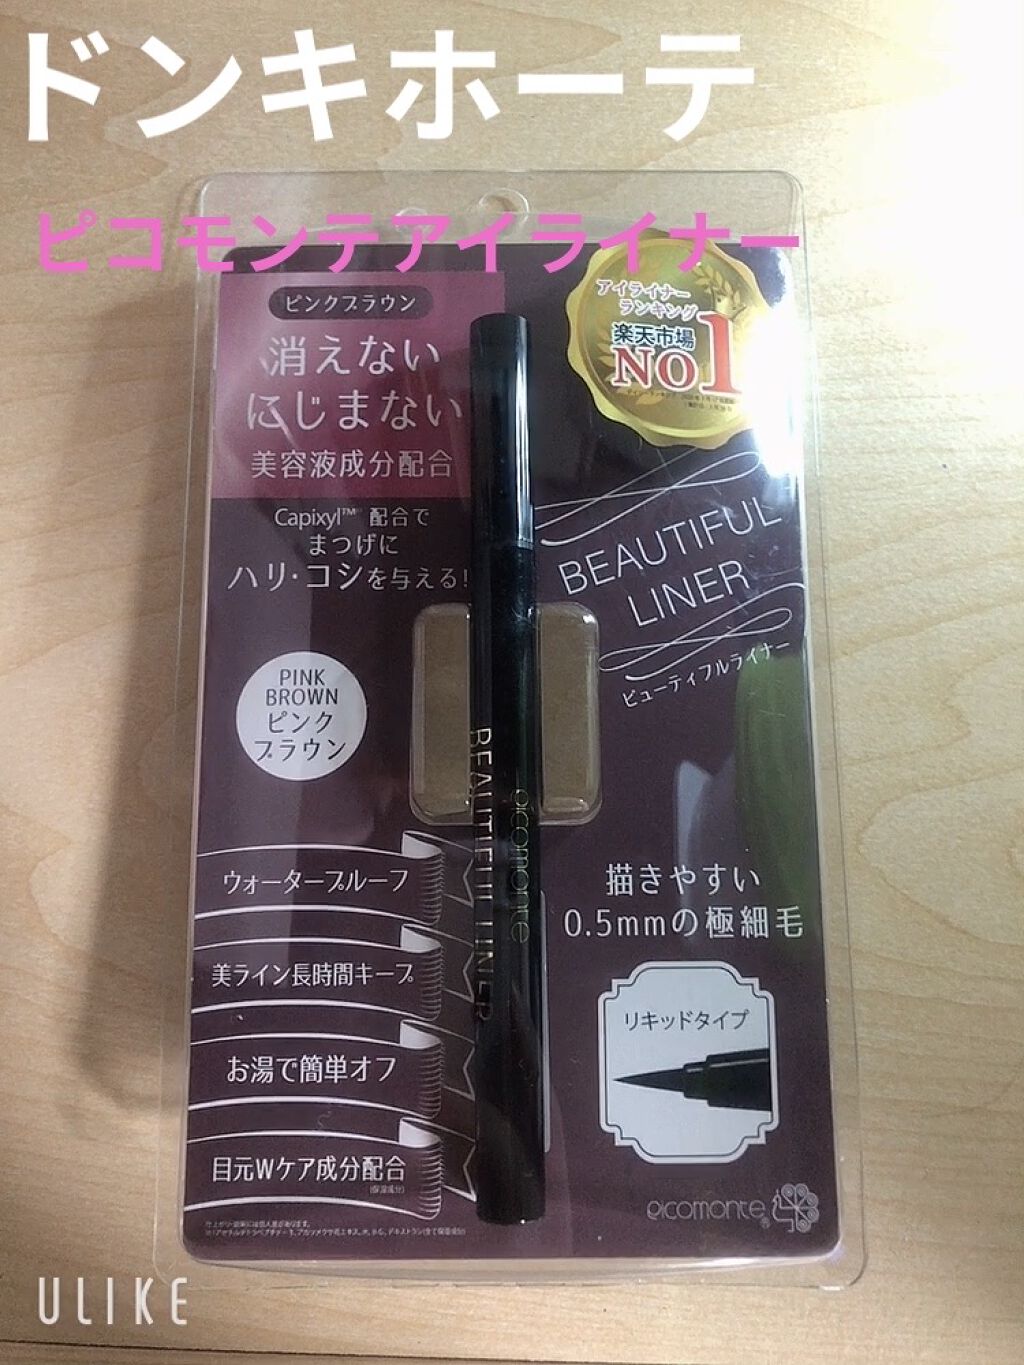 ドンキホーテ
ピコモンテアイライナー
ピンクブラウン
消えない
にじまない
美容液成分配合
Capixyl™ 配合で
まつげに
ハリ・コシを与える!
アイライナー
ランキング
楽天市場
NO1
BEAUTIFUL
LINER
ビューティフルライナー
PINK
BROWN
ピンク
ブラウン
picomonte
BEAUTIFUL LINER
ウォータープルーフ
美ライン長時間キープ
お湯で簡単オフ
目元Wケア成分配合
(保湿成分)
描きやすい
0.5mmの極細毛
リキッドタイプ
picomonte®
ULIKE